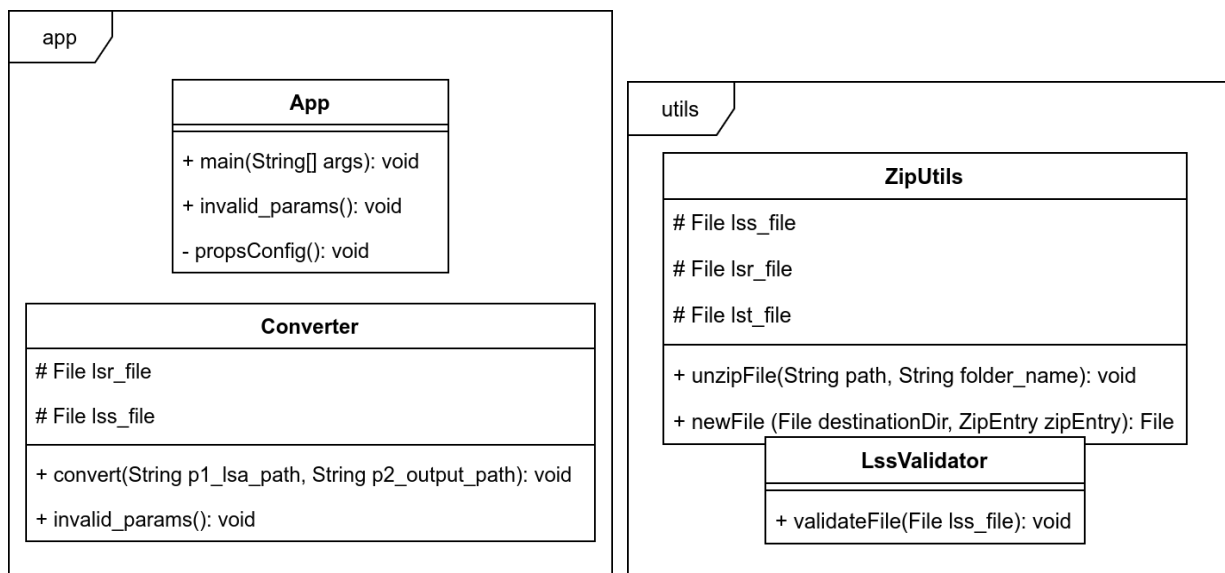 app
App
+ main(String[] args): void
+ invalid_params(): void
- propsConfig(): void
Converter
# File lsr_file
# File lss_file
+ convert(String p1_lsa_path, String p2_output_path): void
+ invalid_params(): void
utils
ZipUtils
# File lss_file
# File lsr_file
# File lst_file
+ unzipFile(String path, String folder_name): void
+ newFile (File destinationDir, ZipEntry zipEntry): File
LssValidator
+ validateFile(File lss_file): void